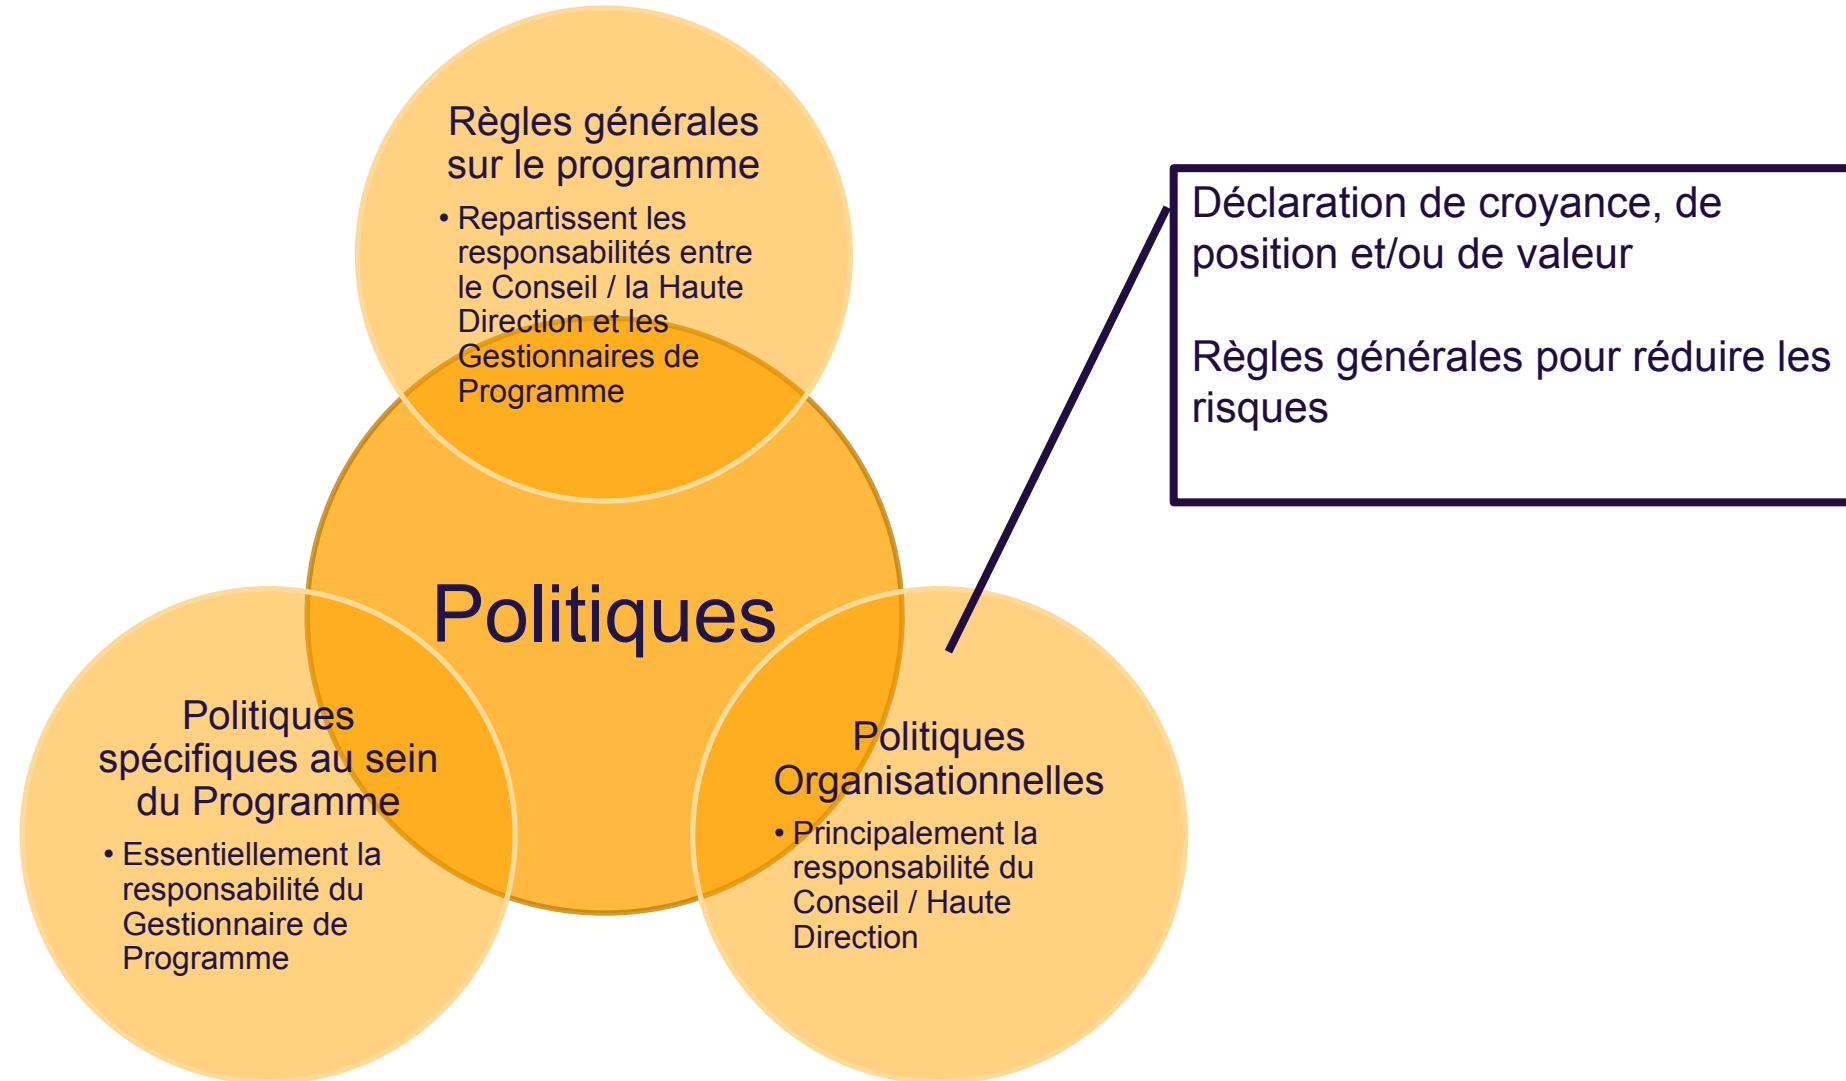 Règles générales
sur le programme
• Repartissent les
responsabilités entre
le Conseil / la Haute
Direction et les
Gestionnaires de
Programme
Déclaration de croyance, de
position et/ou de valeur
Règles générales pour réduire les
risques
Politiques
Politiques
spécifiques au sein
du Programme
• Essentiellement la
responsabilité du
Gestionnaire de
Programme
Politiques
Organisationnelles
• Principalement la
responsabilité du
Conseil / Haute
Direction